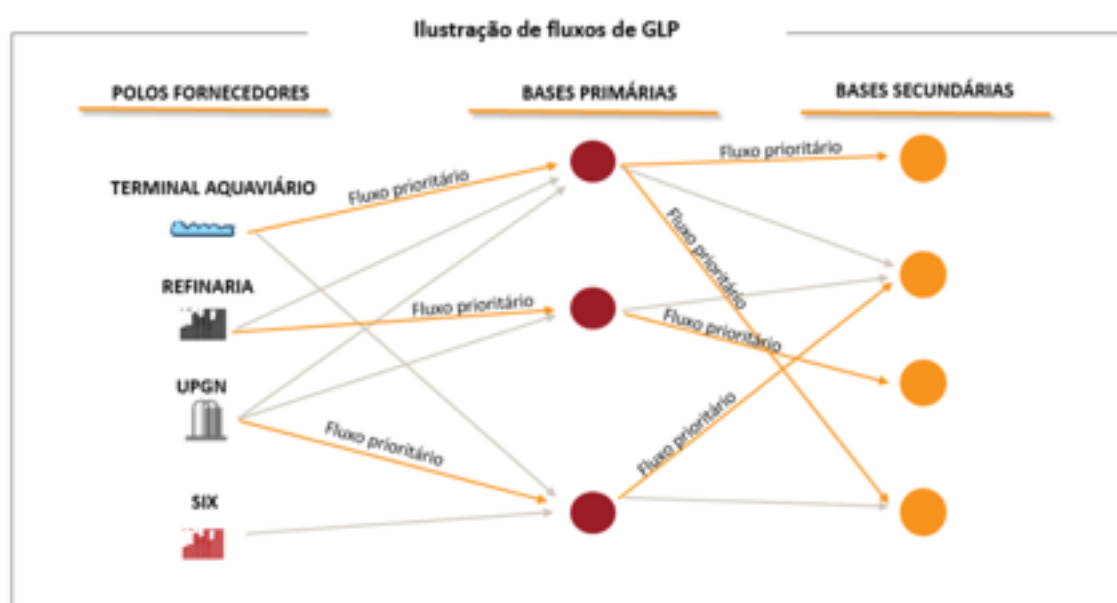 Ilustração de fluxos de GLP
POLOS FORNECEDORES
BASES PRIMÁRIAS
BASES SECUNDÁRIAS
Fluxo prioritário
TERMINAL AQUAVIÁRIO
Fluxo prioritário
Fluxo prioritário
REFINARIA
Fluxo prioritário
Fluxo prioritário
UPGN
Fluxo prioritário
Fluxo prioritário
SIX